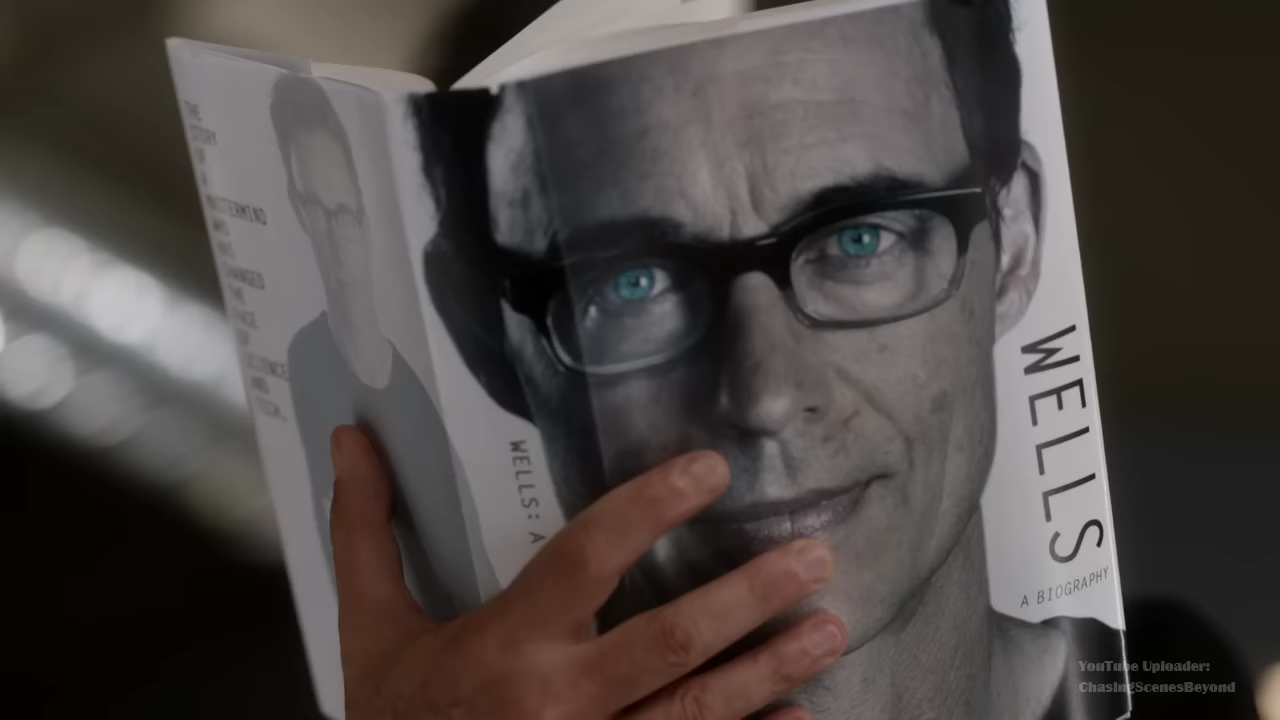 THE
STORY
OF
MASTERMIND
WHO
HAS
CHANGED
THE
FACE
OF
SCIENCE
AND
TECH
WELLS: A
WELLS
A BIOGRAPHY
YouTube Uploader:
ChasingScenesBeyond